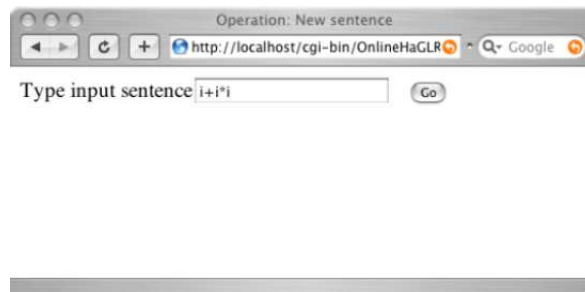 Operation: New sentence
http://localhost/cgi-bin/OnlineHaGLR
Google
Type input sentence i+i*i Go